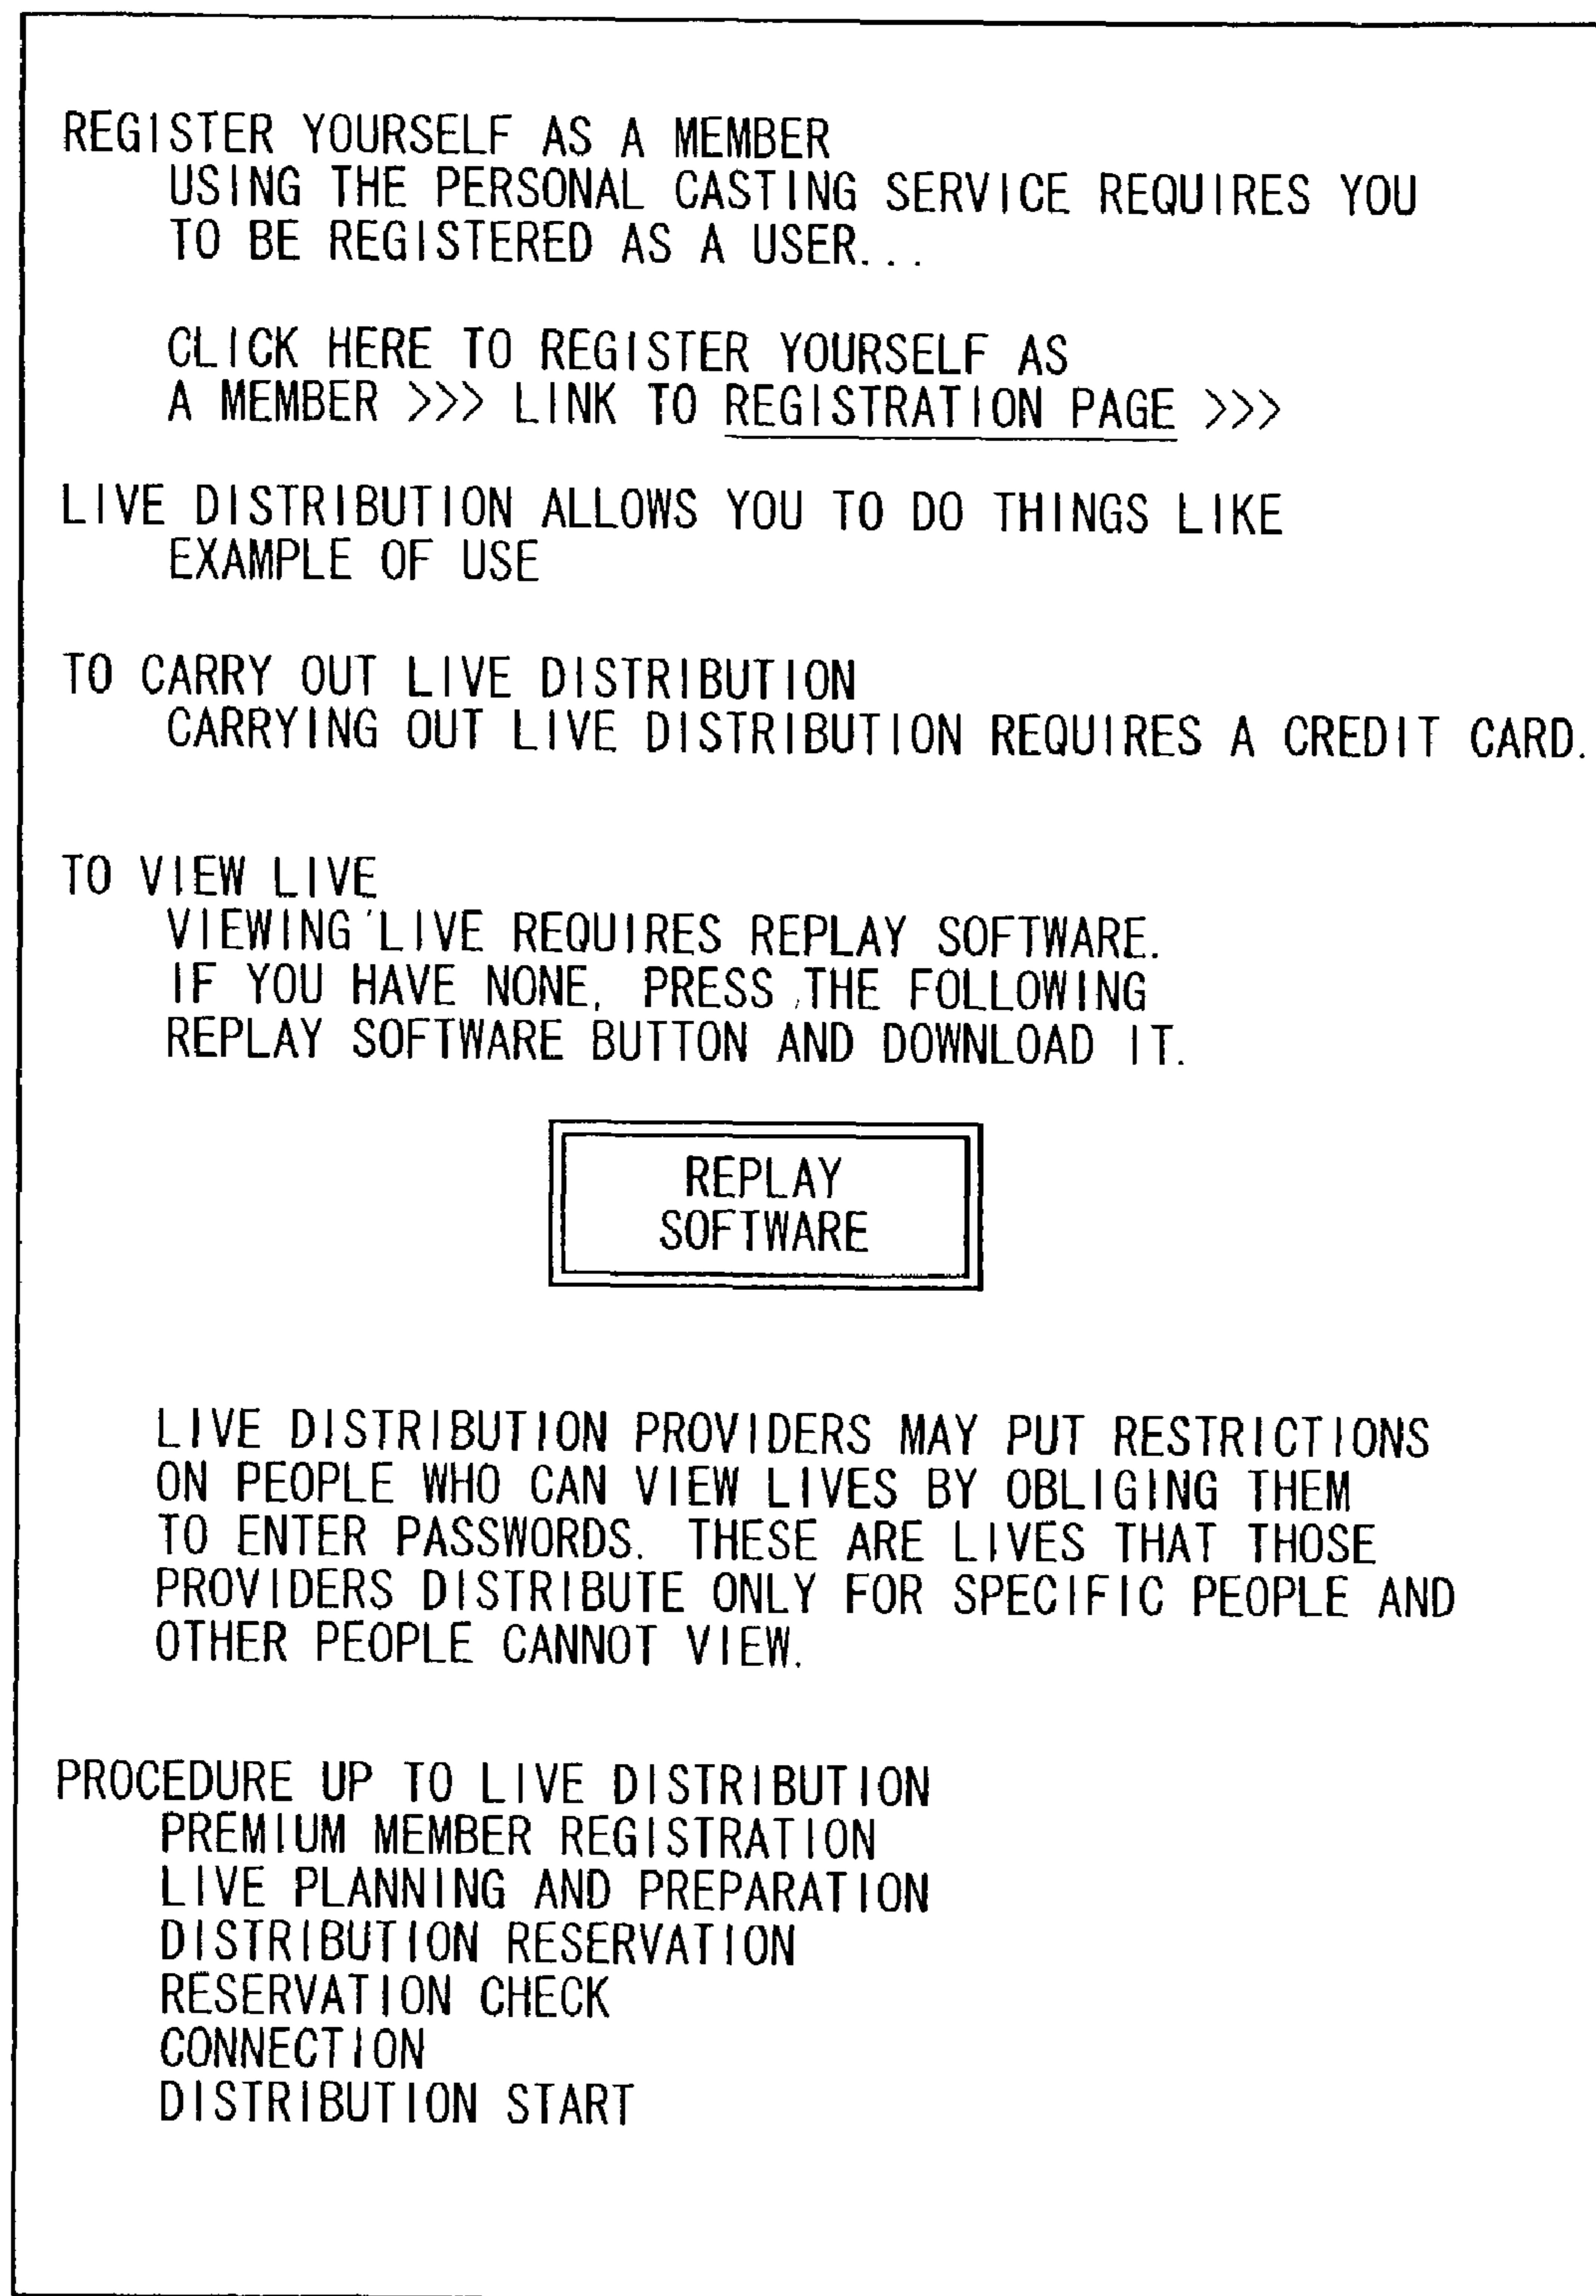 REGISTER YOURSELF AS A MEMBER
USING THE PERSONAL CASTING SERVICE REQUIRES YOU
TO BE REGISTERED AS A USER...
CLICK HERE TO REGISTER YOURSELF AS
A MEMBER >>> LINK TO REGISTRATION PAGE >>>
LIVE DISTRIBUTION ALLOWS YOU TO DO THINGS LIKE
EXAMPLE OF USE
TO CARRY OUT LIVE DISTRIBUTION
CARRYING OUT LIVE DISTRIBUTION REQUIRES A CREDIT CARD.
TO VIEW LIVE
VIEWING LIVE REQUIRES REPLAY SOFTWARE.
IF YOU HAVE NONE, PRESS THE FOLLOWING
REPLAY SOFTWARE BUTTON AND DOWNLOAD IT.
REPLAY
SOFTWARE
LIVE DISTRIBUTION PROVIDERS MAY PUT RESTRICTIONS
ON PEOPLE WHO CAN VIEW LIVES BY OBLIGING THEM
TO ENTER PASSWORDS. THESE ARE LIVES THAT THOSE
PROVIDERS DISTRIBUTE ONLY FOR SPECIFIC PEOPLE AND
OTHER PEOPLE CANNOT VIEW.
PROCEDURE UP TO LIVE DISTRIBUTION
PREMIUM MEMBER REGISTRATION
LIVE PLANNING AND PREPARATION
DISTRIBUTION RESERVATION
RESERVATION CHECK
CONNECTION
DISTRIBUTION START